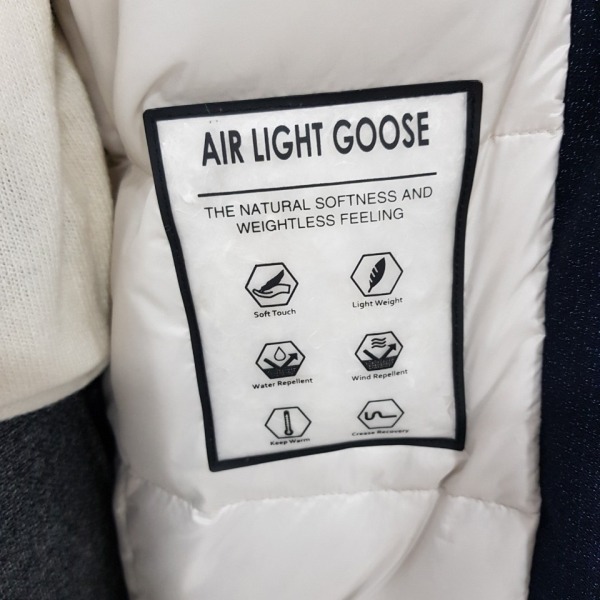 AIR LIGHT GOOSE
THE NATURAL SOFTNESS AND
WEIGHTLESS FEELING
Soft Touch
Light Weight
Water Repellent
Wind Repellent
Keep Warm
Crease Recovery